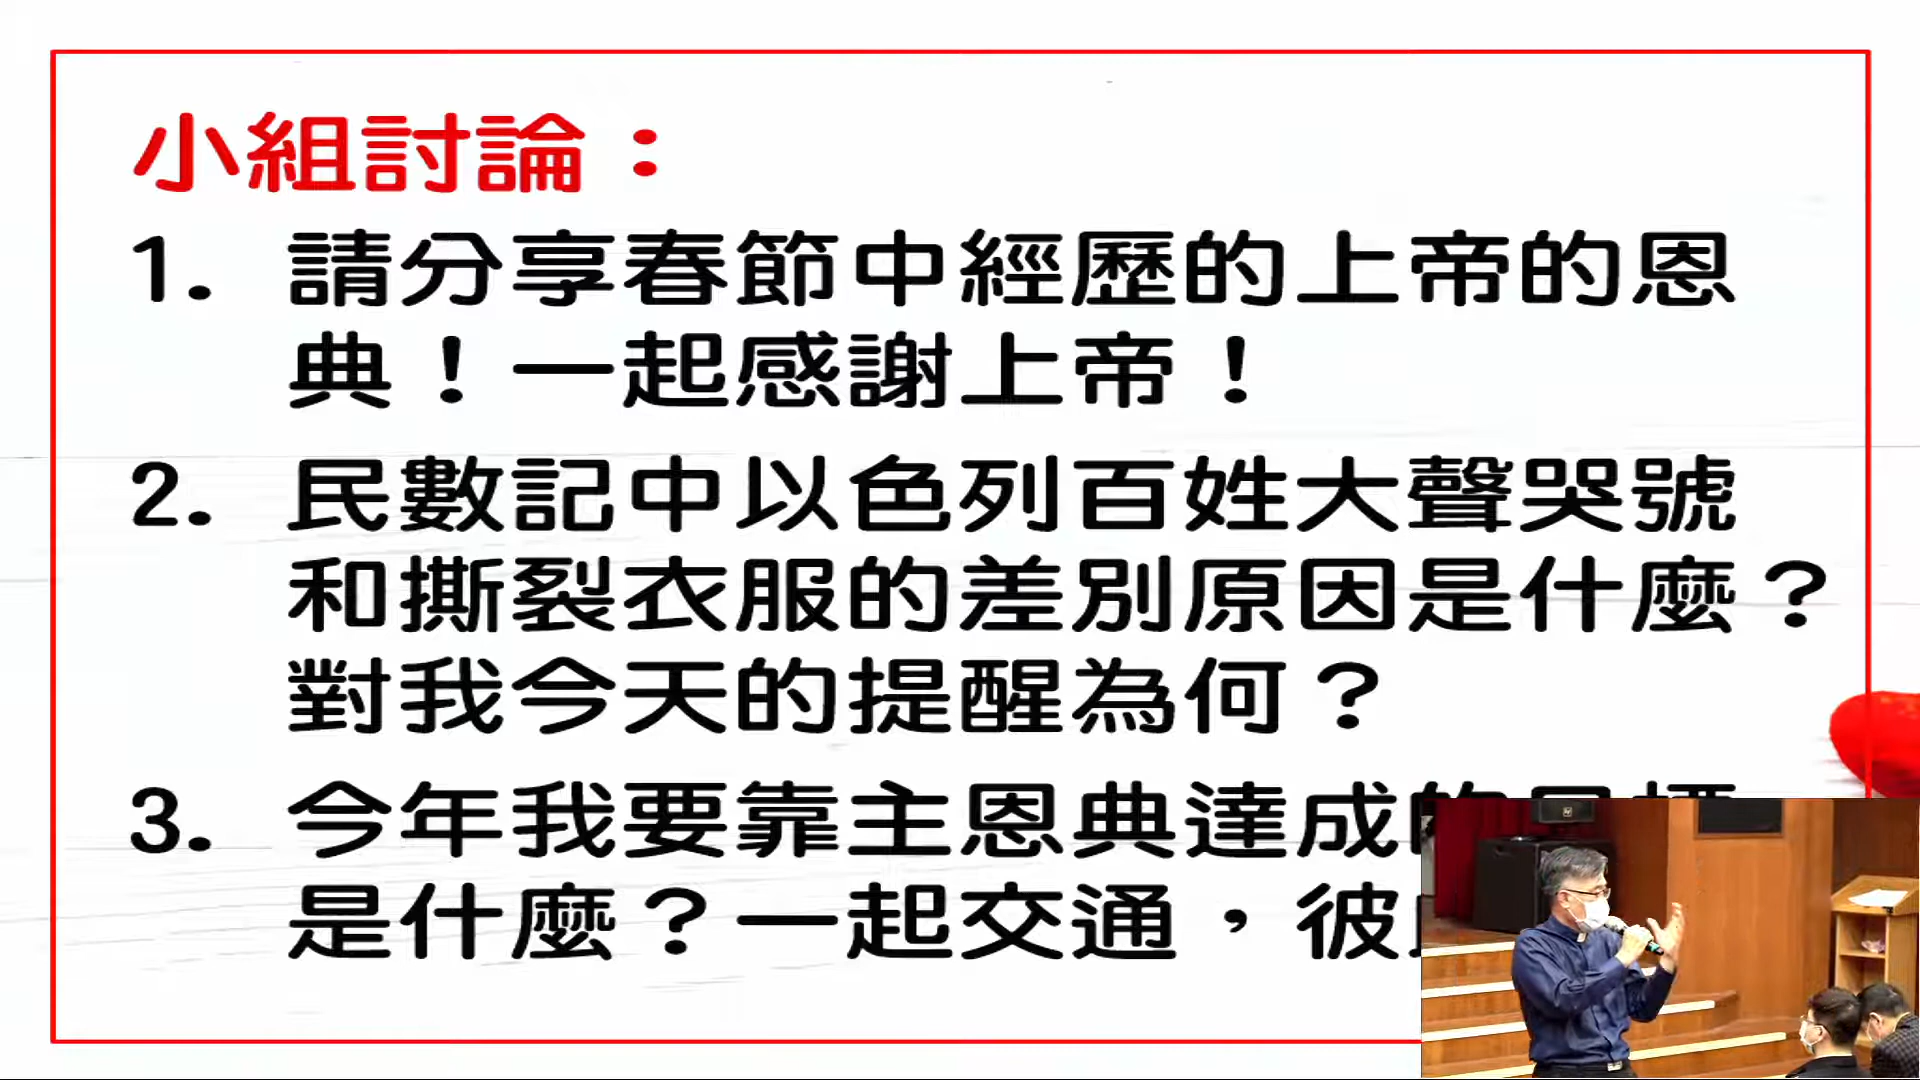 小組討論：
1. 請分享春節中經歷的上帝的恩
典！一起感謝上帝！
2. 民數記中以色列百姓大聲哭號
和撕裂衣服的差別原因是什麼？
對我今天的提醒為何？
3. 今年我要靠主恩典達成的目標
是什麼？一起交通，彼